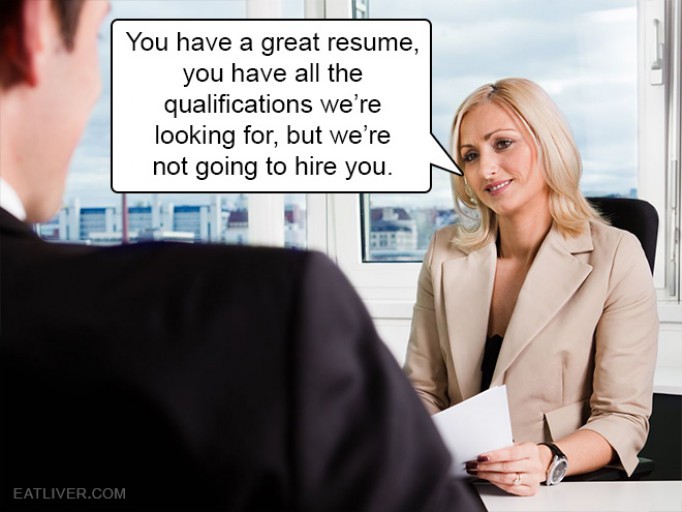 You have a great resume,
you have all the
qualifications we’re
looking for, but we’re
not going to hire you.
EATLIVER.COM